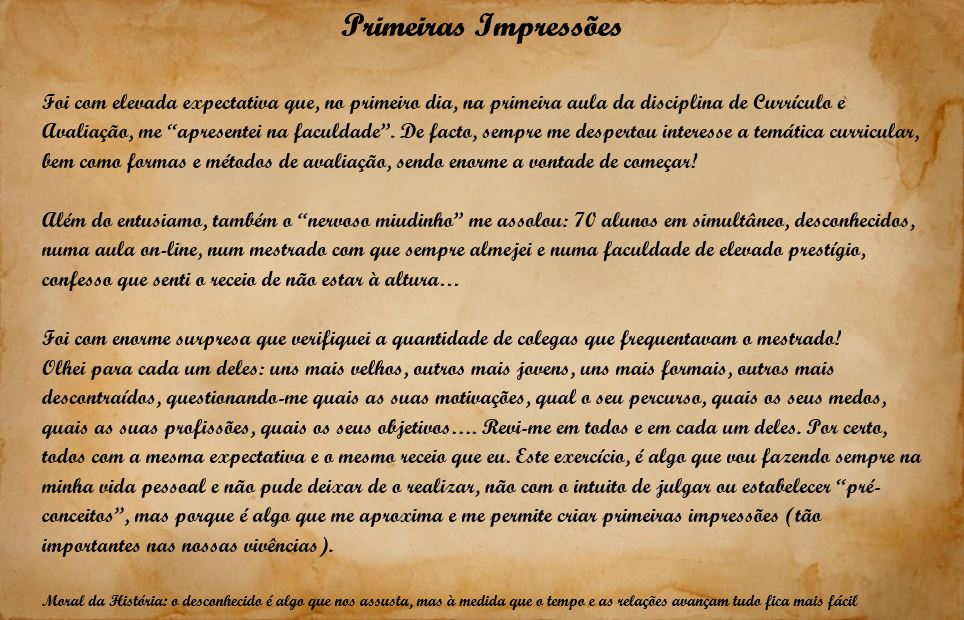 Primeiras Impressões
Foi com elevada expectativa que, no primeiro dia, na primeira aula da disciplina de Currículo e
Avaliação, me “apresentei na faculdade”. De facto, sempre me despertou interesse a temática curricular,
bem como formas e métodos de avaliação, sendo enorme a vontade de começar!
Além do entusiamo, também o “nervoso miudinho” me assolou: 70 alunos em simultâneo, desconhecidos,
numa aula on-line, num mestrado com que sempre almejei e numa faculdade de elevado prestígio,
confesso que senti o receio de não estar à altura…
Foi com enorme surpresa que verifiquei a quantidade de colegas que frequentavam o mestrado!
Olhei para cada um deles: uns mais velhos, outros mais jovens, uns mais formais, outros mais
descontraídos, questionando-me quais as suas motivações, qual o seu percurso, quais os seus medos,
quais as suas profissões, quais os seus objetivos…. Revi-me em todos e em cada um deles. Por certo,
todos com a mesma expectativa e o mesmo receio que eu. Este exercício, é algo que vou fazendo sempre na
minha vida pessoal e não pude deixar de o realizar, não com o intuito de julgar ou estabelecer “pré-
conceitos”, mas porque é algo que me aproxima e me permite criar primeiras impressões (tão
importantes nas nossas vivências).
Moral da História: o desconhecido é algo que nos assusta, mas à medida que o tempo e as relações avançam tudo fica mais fácil